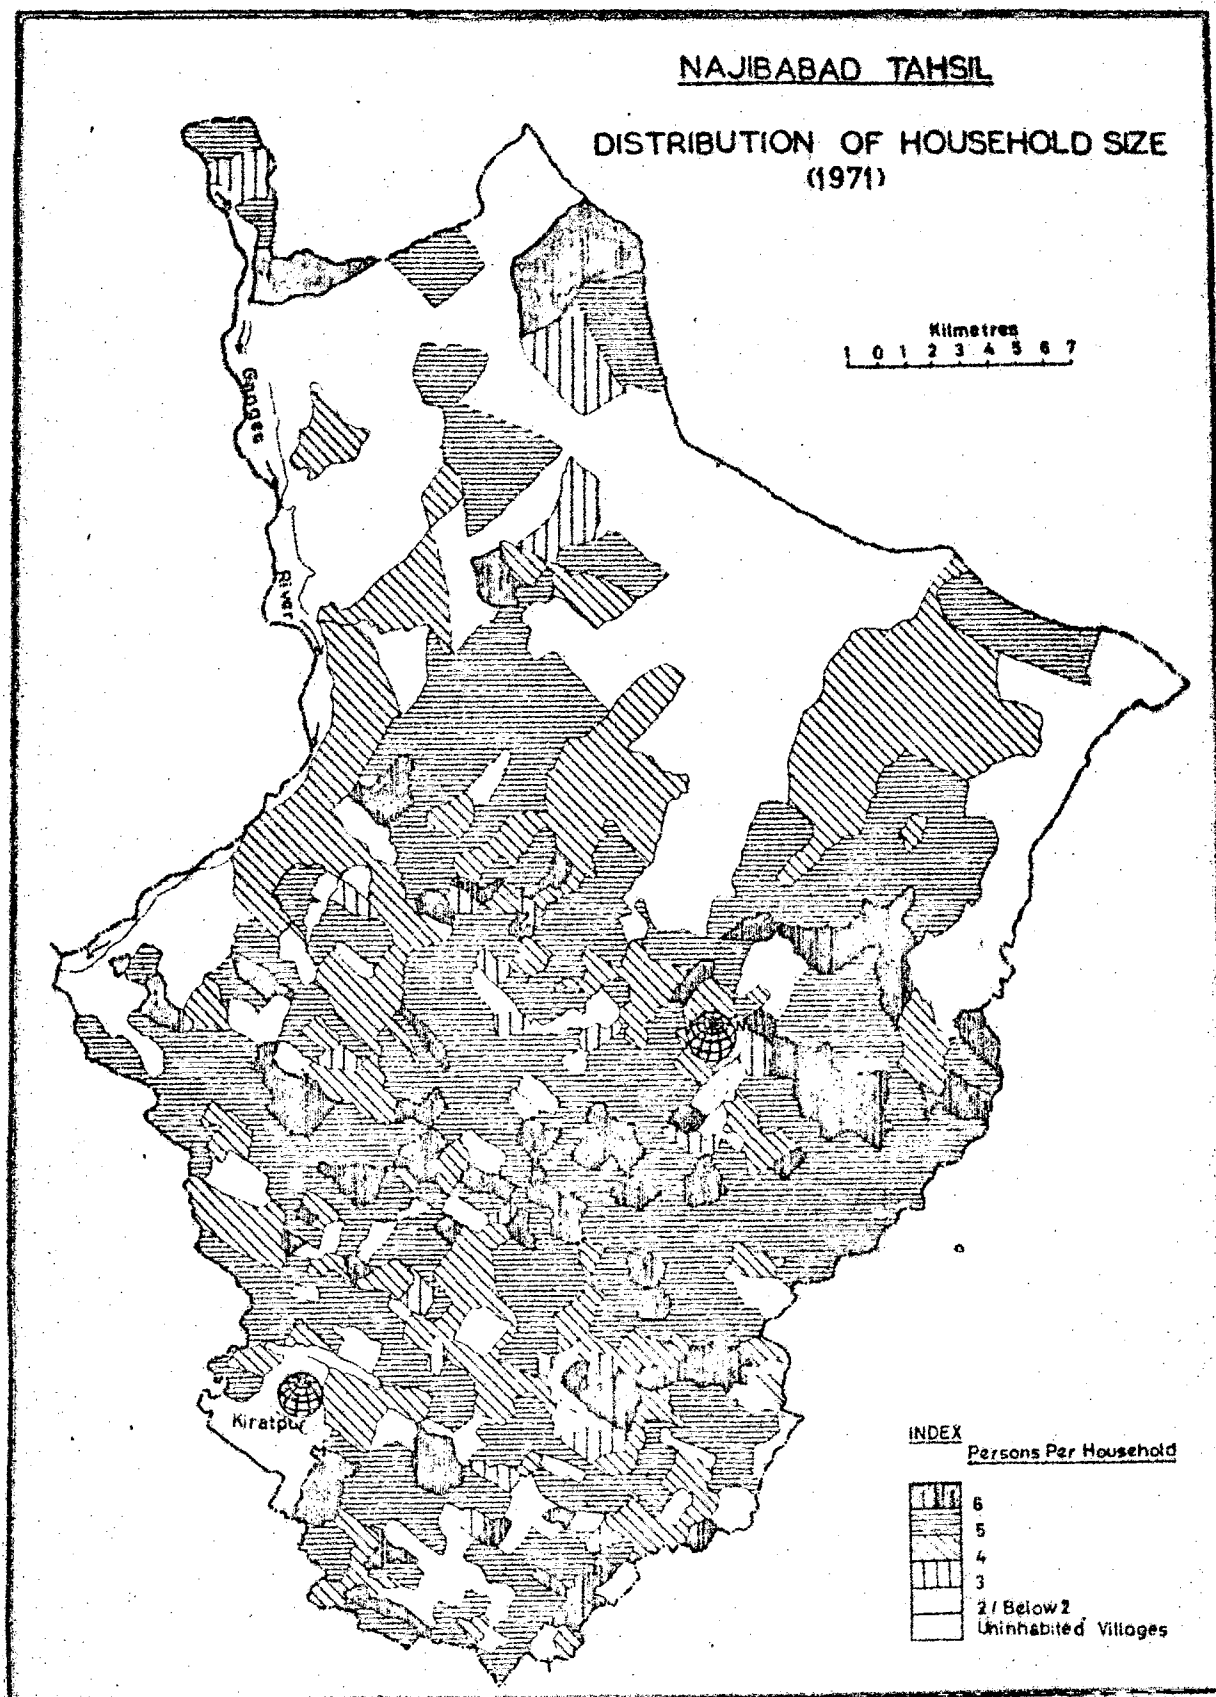 NAJIBABAD TAHSIL
DISTRIBUTION OF HOUSEHOLD SIZE
(1971)
Kilmetres
1 0 1 2 3 4 5 6 7
Ganges
River
Kiratpur
INDEX
Persons Per Household
6
5
4
3
2/Below 2
Uninhabited Villages